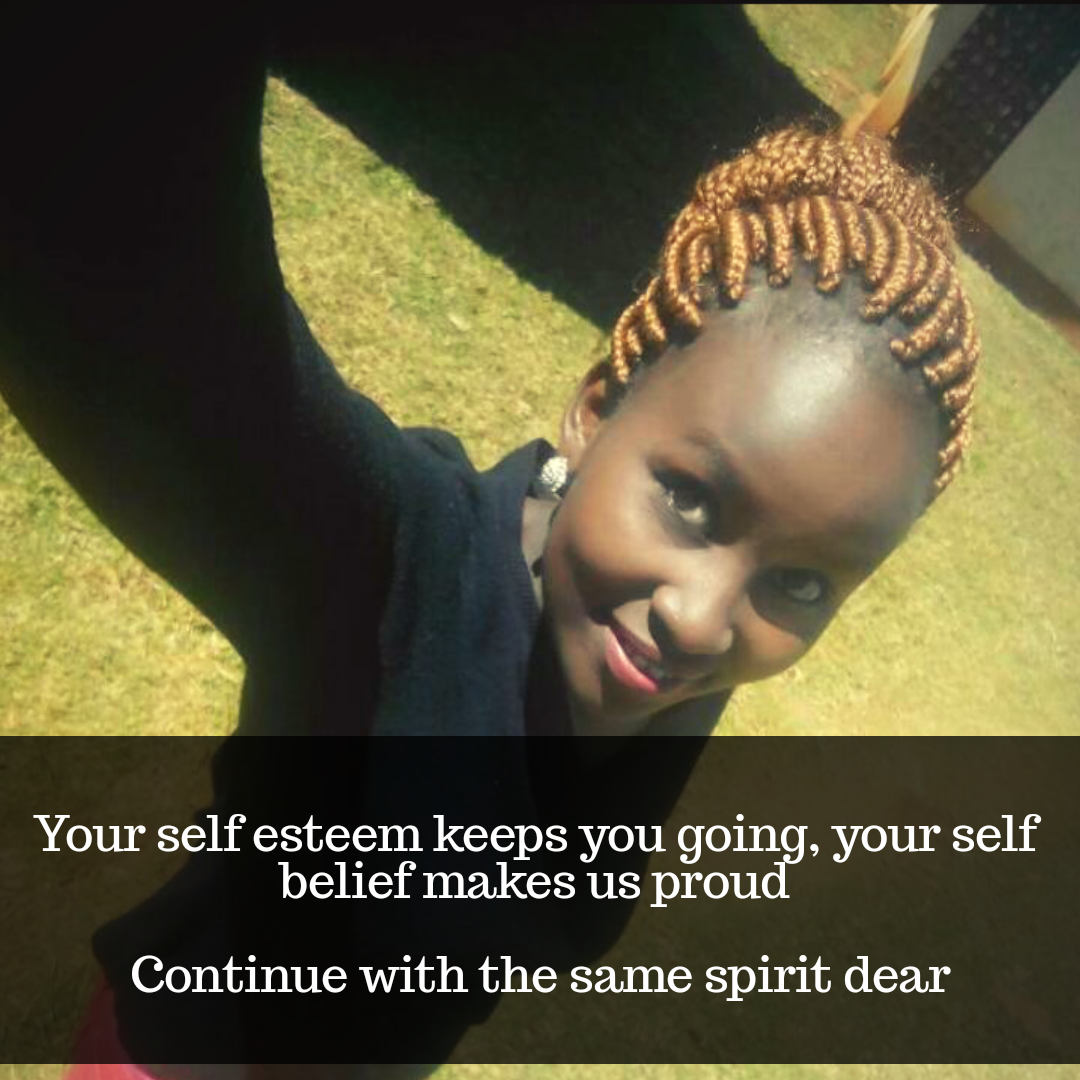 Your self esteem keeps you going, your self
belief makes us proud
Continue with the same spirit dear